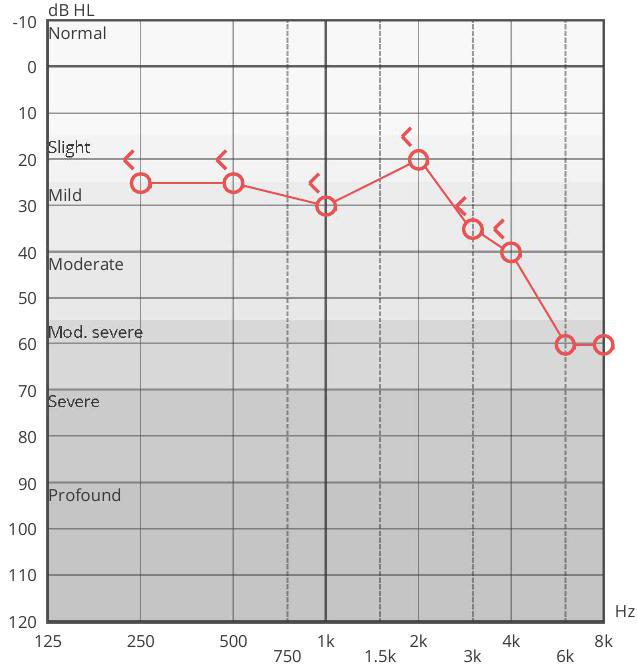 dB HL
-10
Normal
0
10
Slight
20
Mild
30
40
Moderate
50
Mod. severe
60
70
Severe
80
90
Profound
100
110
120
Hz
125 250 500 1k 2k 4k 8k
750 1.5k 3k 6k